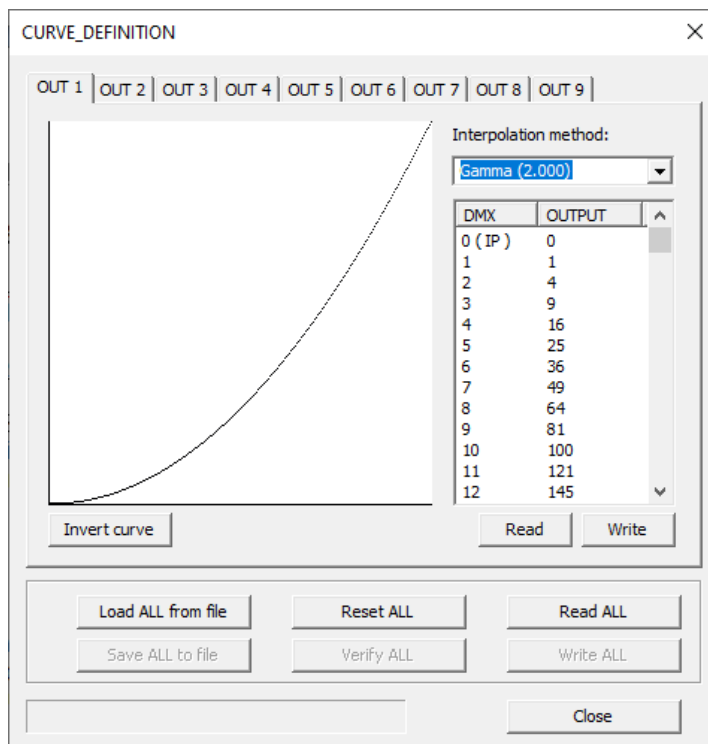 CURVE_DEFINITION
OUT 1 OUT 2 OUT 3 OUT 4 OUT 5 OUT 6 OUT 7 OUT 8 OUT 9
Interpolation method:
Gamma (2.000)
DMX OUTPUT
0 ( IP ) 0
1 1
2 4
3 9
4 16
5 25
6 36
7 49
8 64
9 81
10 100
11 121
12 145
Invert curve Read Write
Load ALL from file Reset ALL Read ALL
Save ALL to file Verify ALL Write ALL
Close